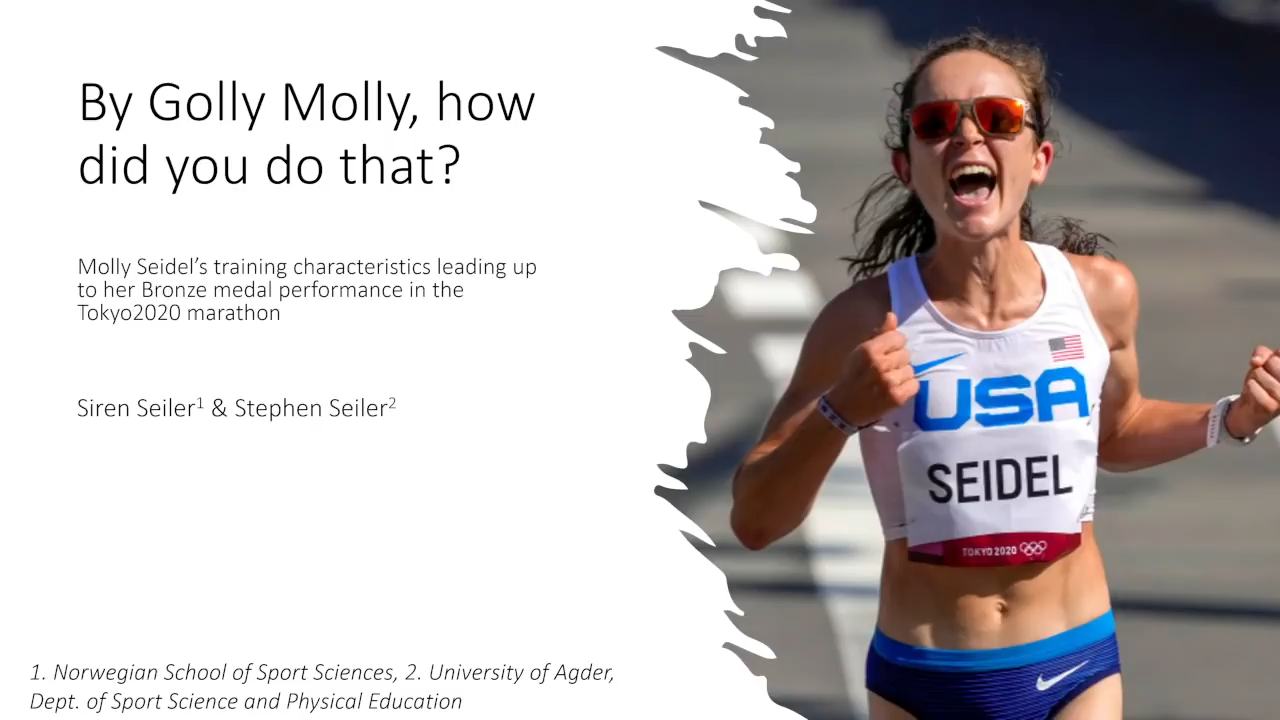 By Golly Molly, how
did you do that?
Molly Seidel’s training characteristics leading up
to her Bronze medal performance in the
Tokyo2020 marathon
Siren Seiler¹ & Stephen Seiler²
1. Norwegian School of Sport Sciences, 2. University of Agder,
Dept. of Sport Science and Physical Education
USA
SEIDEL
TOKYO 2020